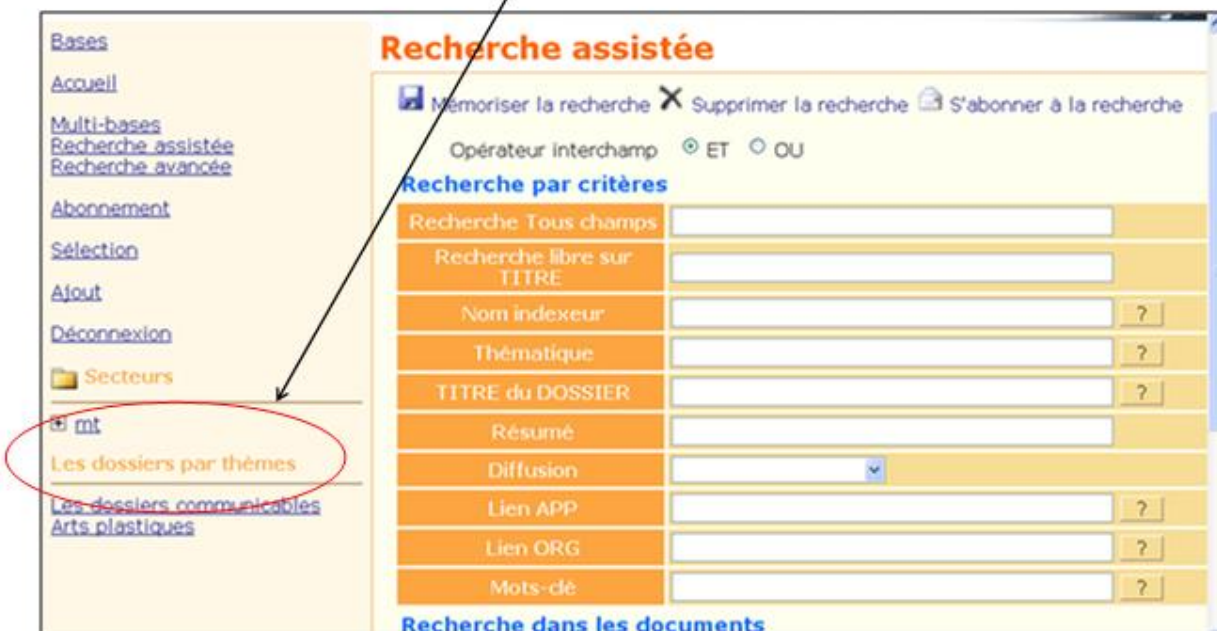 Bases
Accueil
Multi-bases
Recherche assistée
Recherche avancée
Abonnement
Sélection
Ajout
Déconnexion
Secteurs
mt
Les dossiers par thèmes
Les dossiers communicables
Arts plastiques
Recherche assistée
Mémoriser la recherche Supprimer la recherche S'abonner à la recherche
Opérateur interchamp ET OU
Recherche par critères
Recherche Tous champs
Recherche libre sur
TITRE
Nom indexeur ?
Thématique ?
TITRE du DOSSIER ?
Résumé
Diffusion
Lien APP ?
Lien ORG ?
Mots-clé ?
Recherche dans les documents